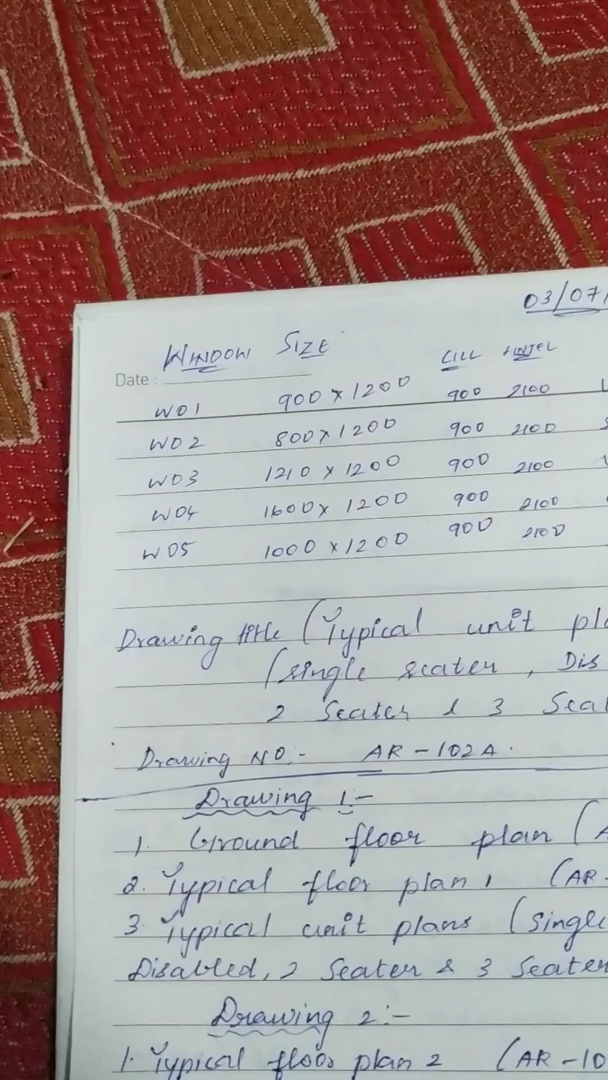 03/07/
WINDOW SIZE CILL LINTEL
Date :
W01 900 x 1200 900 2100
W02 800 x 1200 900 2100
W03 1210 x 1200 900 2100
W04 1600 x 1200 900 2100
W05 1000 x 1200 900 2100
Drawing title (Typical unit pla
(single seater , Dis
2 Seater & 3 Seat
Drawing NO:- AR-102A.
Drawing 1:-
1. Ground floor plan (A
2. Typical floor plan 1 (AR-
3. Typical unit plans (Single
Disabled, 2 Seater & 3 Seater
Drawing 2:-
1. Typical floor plan 2 (AR-10